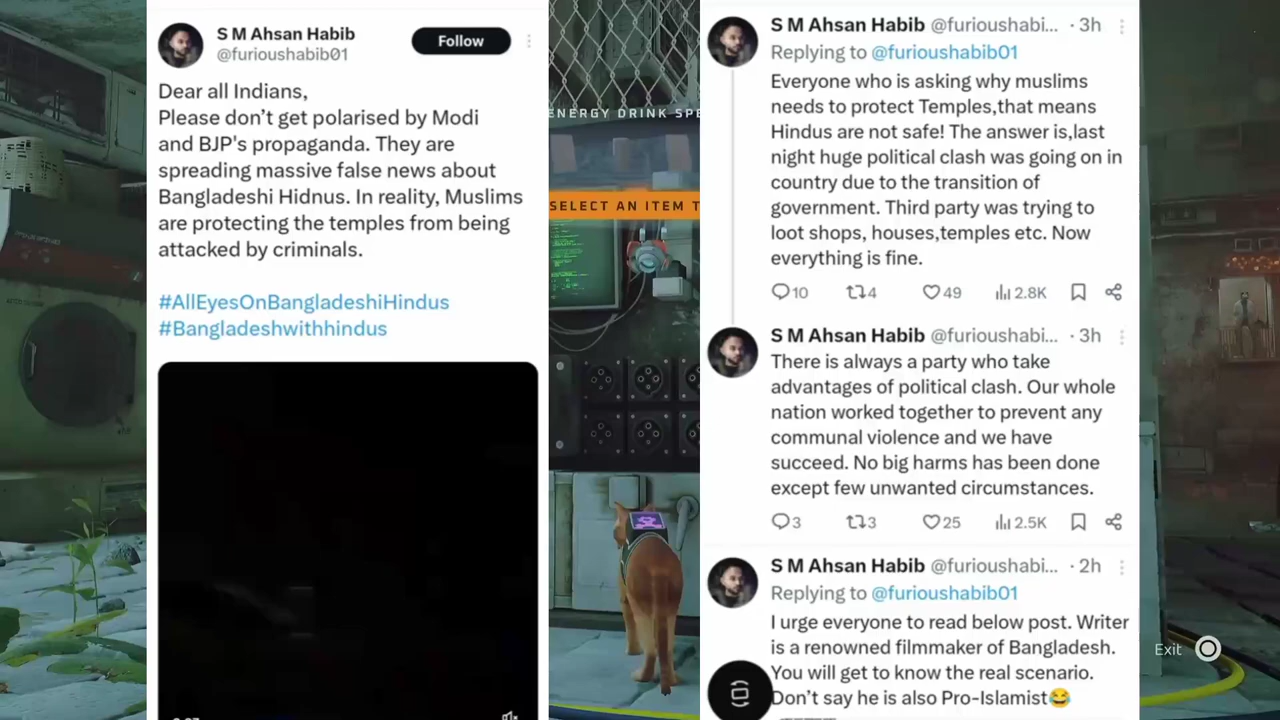 S M Ahsan Habib
@furioushabib01
Follow
Dear all Indians,
Please don’t get polarised by Modi
and BJP's propaganda. They are
spreading massive false news about
Bangladeshi Hidnus. In reality, Muslims
are protecting the temples from being
attacked by criminals.
#AllEyesOnBangladeshiHindus
#Bangladeshwithhindus
ENERGY DRINK SPE
SELECT AN ITEM T
S M Ahsan Habib @furioushabi... · 3h
Replying to @furioushabib01
Everyone who is asking why muslims
needs to protect Temples,that means
Hindus are not safe! The answer is,last
night huge political clash was going on in
country due to the transition of
government. Third party was trying to
loot shops, houses,temples etc. Now
everything is fine.
10 4 49 2.8K
S M Ahsan Habib @furioushabi... · 3h
There is always a party who take
advantages of political clash. Our whole
nation worked together to prevent any
communal violence and we have
succeed. No big harms has been done
except few unwanted circumstances.
3 3 25 2.5K
S M Ahsan Habib @furioushabi... · 2h
Replying to @furioushabib01
I urge everyone to read below post. Writer
is a renowned filmmaker of Bangladesh.
You will get to know the real scenario.
Don’t say he is also Pro-Islamist😂
Exit